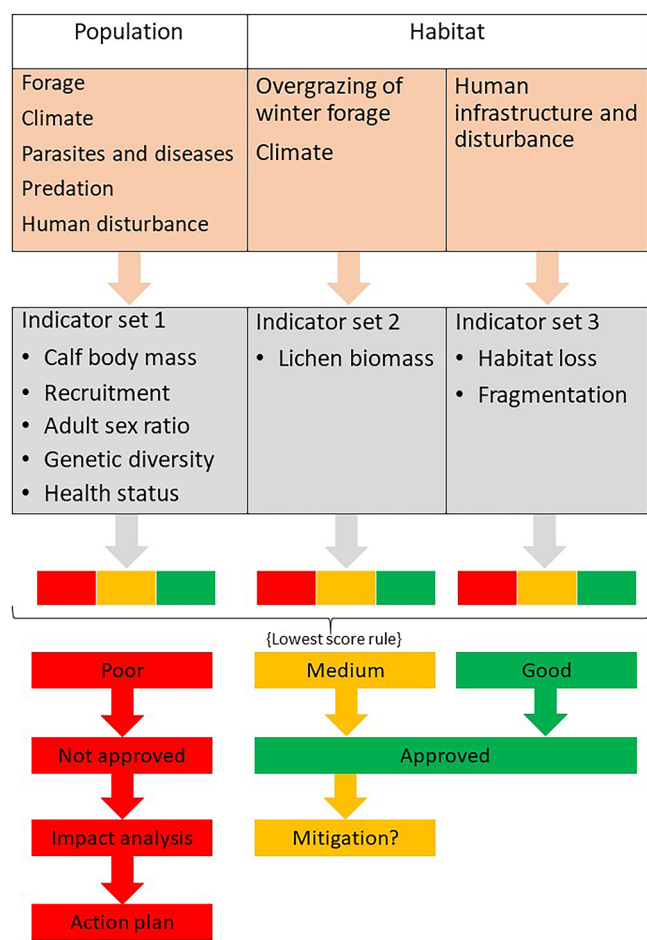 Population
Habitat
Forage
Climate
Parasites and diseases
Predation
Human disturbance
Overgrazing of
winter forage
Climate
Human
infrastructure and
disturbance
Indicator set 1
• Calf body mass
• Recruitment
• Adult sex ratio
• Genetic diversity
• Health status
Indicator set 2
• Lichen biomass
Indicator set 3
• Habitat loss
• Fragmentation
{Lowest score rule}
Poor
Medium
Good
Not approved
Approved
Impact analysis
Mitigation?
Action plan